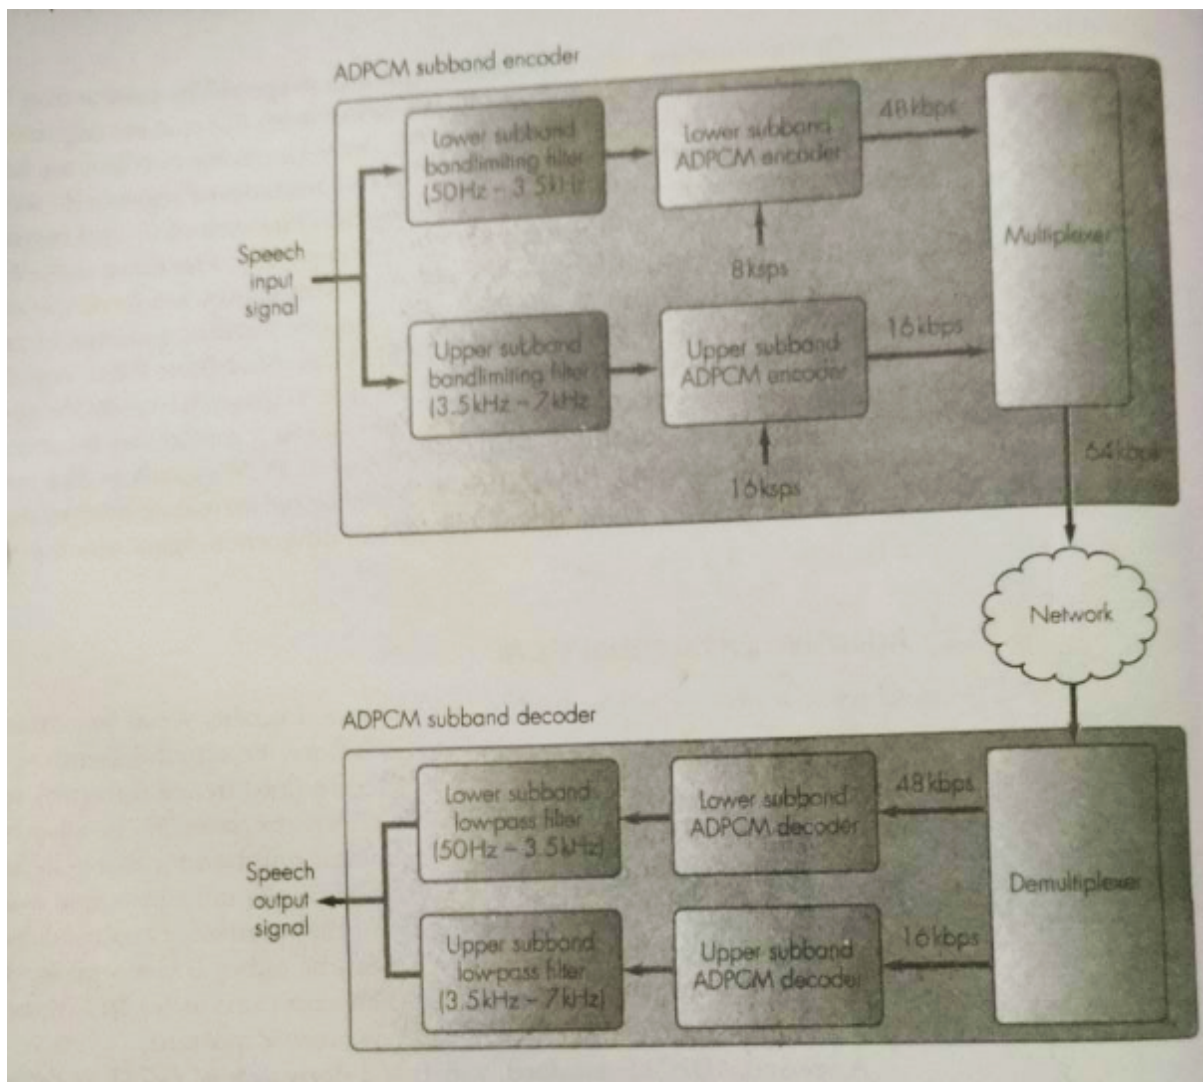 ADPCM subband encoder
Lower subband
bandlimiting filter
(50Hz – 3.5kHz
Lower subband
ADPCM encoder
48kbps
Multiplexer
8ksps
Speech
input
signal
Upper subband
bandlimiting filter
(3.5kHz – 7kHz
Upper subband
ADPCM encoder
16kbps
16ksps
64kbps
Network
ADPCM subband decoder
Lower subband
low-pass filter
(50Hz – 3.5kHz)
Lower subband
ADPCM decoder
48kbps
Demultiplexer
Speech
output
signal
Upper subband
low-pass filter
(3.5kHz – 7kHz)
Upper subband
ADPCM decoder
16kbps